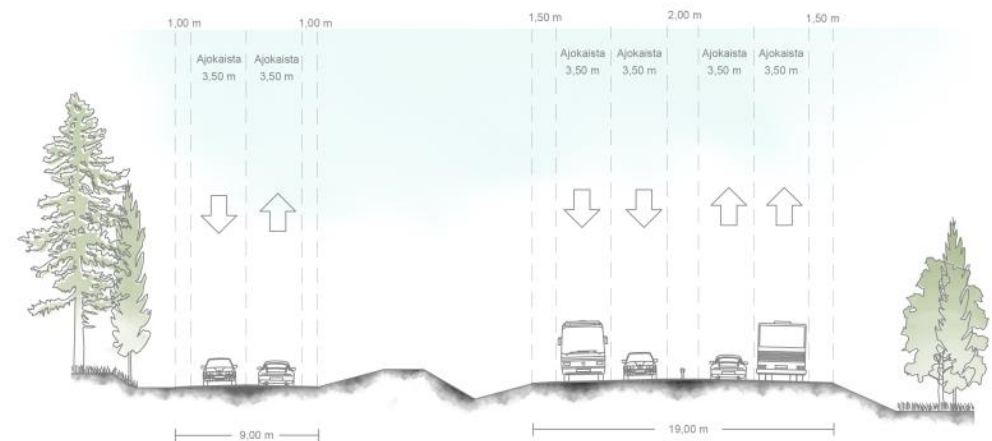 1,00 m 1,00 m 1,50 m 2,00 m 1,50 m
Ajokaista Ajokaista Ajokaista Ajokaista Ajokaista Ajokaista
3,50 m 3,50 m 3,50 m 3,50 m 3,50 m 3,50 m
9,00 m 19,00 m